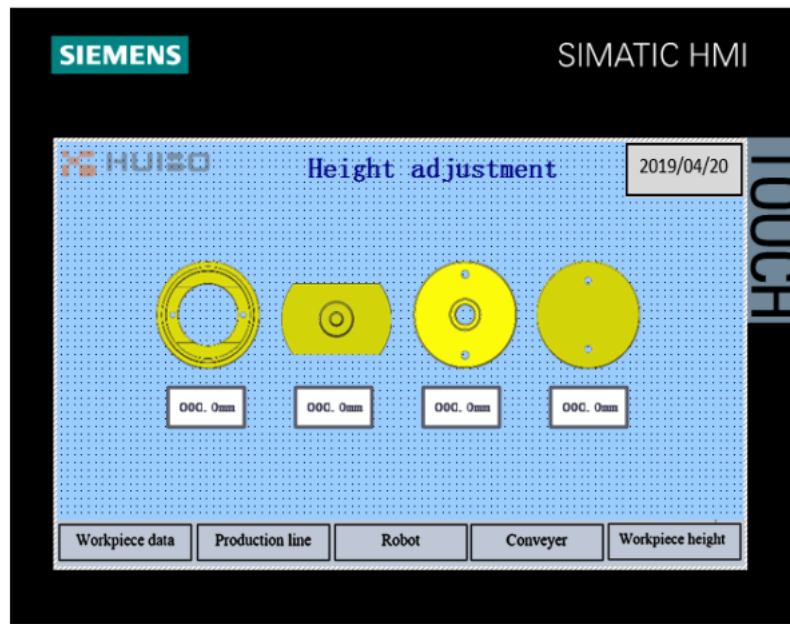 SIEMENS
SIMATIC HMI
HUIBO
Height adjustment
2019/04/20
TOUCH
000.0mm
000.0mm
000.0mm
000.0mm
Workpiece data
Production line
Robot
Conveyer
Workpiece height